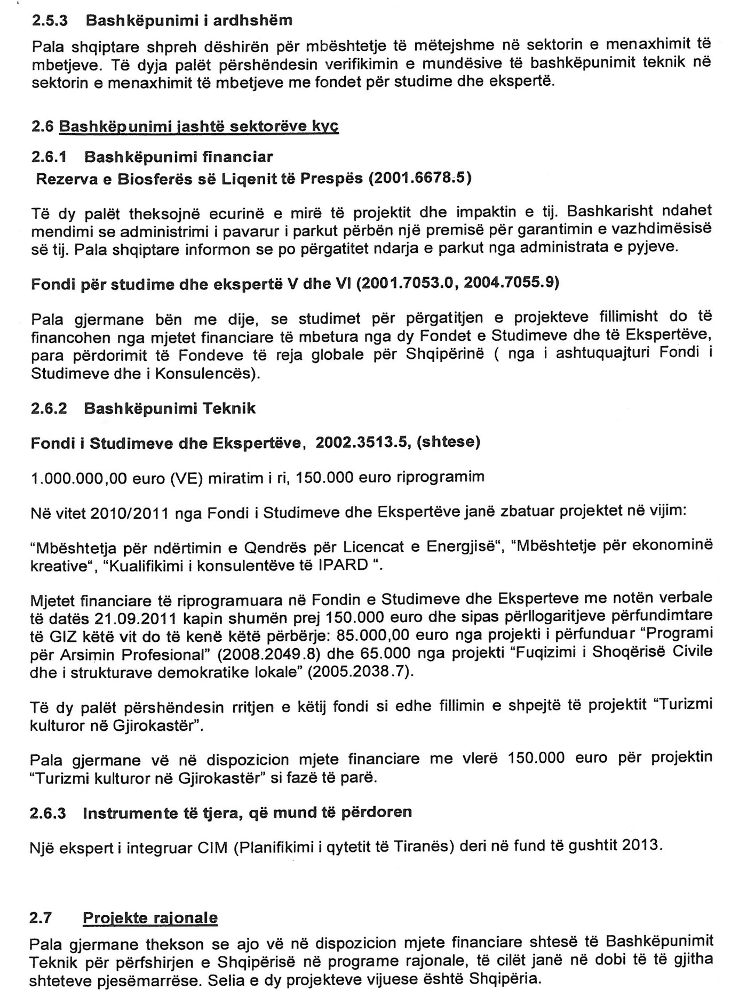 2.5.3 Bashkëpunimi i ardhshëm
Pala shqiptare shpreh dëshirën për mbështetje të mëtejshme në sektorin e menaxhimit të
mbetjeve. Të dyja palët përshëndesin verifikimin e mundësive të bashkëpunimit teknik në
sektorin e menaxhimit të mbetjeve me fondet për studime dhe ekspertë.
2.6 Bashkëpunimi jashtë sektorëve kyç
2.6.1 Bashkëpunimi financiar
Rezerva e Biosferës së Liqenit të Prespës (2001.6678.5)
Të dy palët theksojnë ecurinë e mirë të projektit dhe impaktin e tij. Bashkarisht ndahet
mendimi se administrimi i pavarur i parkut përbën një premisë për garantimin e vazhdimësisë
së tij. Pala shqiptare informon se po përgatitet ndarja e parkut nga administrata e pyjeve.
Fondi për studime dhe ekspertë V dhe VI (2001.7053.0, 2004.7055.9)
Pala gjermane bën me dije, se studimet për përgatitjen e projekteve fillimisht do të
financohen nga mjetet financiare të mbetura nga dy Fondet e Studimeve dhe të Ekspertëve,
para përdorimit të Fondeve të reja globale për Shqipërinë ( nga i ashtuquajturi Fondi i
Studimeve dhe i Konsulencës).
2.6.2 Bashkëpunimi Teknik
Fondi i Studimeve dhe Ekspertëve, 2002.3513.5, (shtese)
1.000.000,00 euro (VE) miratim i ri, 150.000 euro riprogramim
Në vitet 2010/2011 nga Fondi i Studimeve dhe Ekspertëve janë zbatuar projektet në vijim:
“Mbështetja për ndërtimin e Qendrës për Licencat e Energjisë“, “Mbështetje për ekonominë
kreative“, “Kualifikimi i konsulentëve të IPARD “.
Mjetet financiare të riprogramuara në Fondin e Studimeve dhe Eksperteve me notën verbale
të datës 21.09.2011 kapin shumën prej 150.000 euro dhe sipas përllogaritjeve përfundimtare
të GIZ këtë vit do të kenë këtë përbërje: 85.000,00 euro nga projekti i përfunduar “Programi
për Arsimin Profesional” (2008.2049.8) dhe 65.000 nga projekti “Fuqizimi i Shoqërisë Civile
dhe i strukturave demokratike lokale” (2005.2038.7).
Të dy palët përshëndesin rritjen e këtij fondi si edhe fillimin e shpejtë të projektit “Turizmi
kulturor në Gjirokastër”.
Pala gjermane vë në dispozicion mjete financiare me vlerë 150.000 euro për projektin
“Turizmi kulturor në Gjirokastër” si fazë të parë.
2.6.3 Instrumente të tjera, që mund të përdoren
Një ekspert i integruar CIM (Planifikimi i qytetit të Tiranës) deri në fund të gushtit 2013.
2.7 Projekte rajonale
Pala gjermane thekson se ajo vë në dispozicion mjete financiare shtesë të Bashkëpunimit
Teknik për përfshirjen e Shqipërisë në programe rajonale, të cilët janë në dobi të të gjitha
shteteve pjesëmarrëse. Selia e dy projekteve vijuese është Shqipëria.